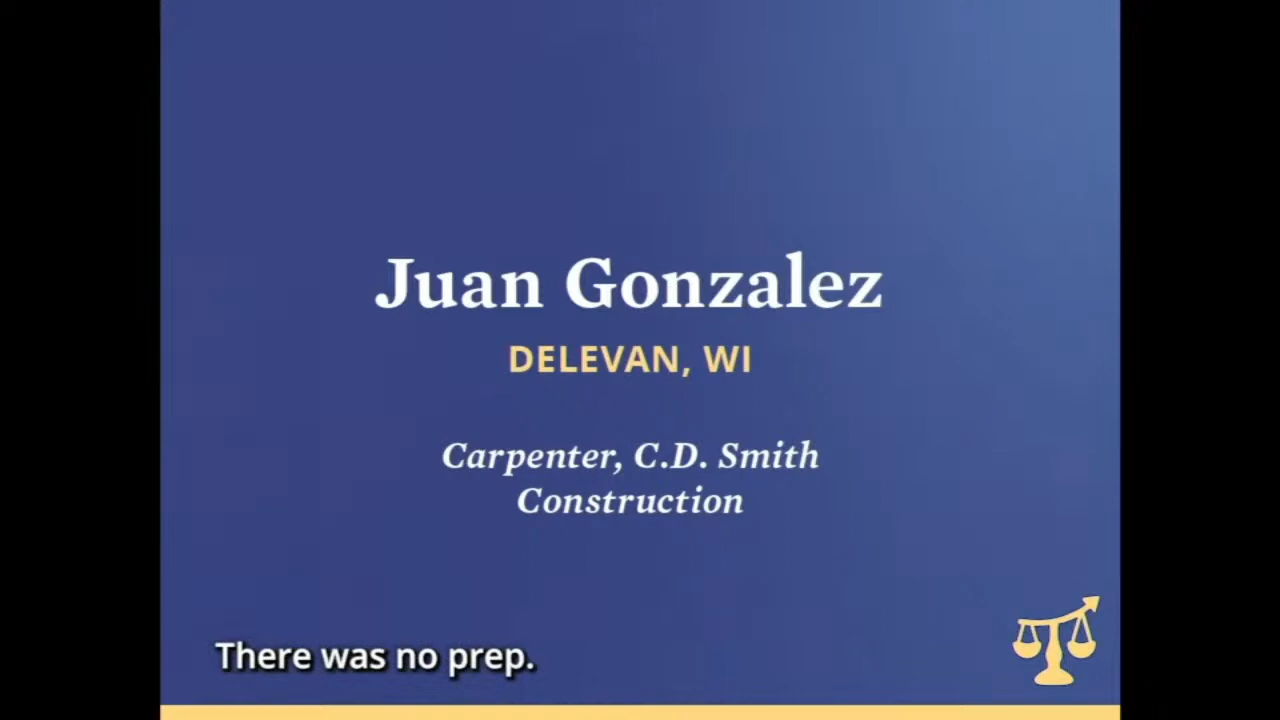 Juan Gonzalez
DELEVAN, WI
Carpenter, C.D. Smith
Construction
There was no prep.